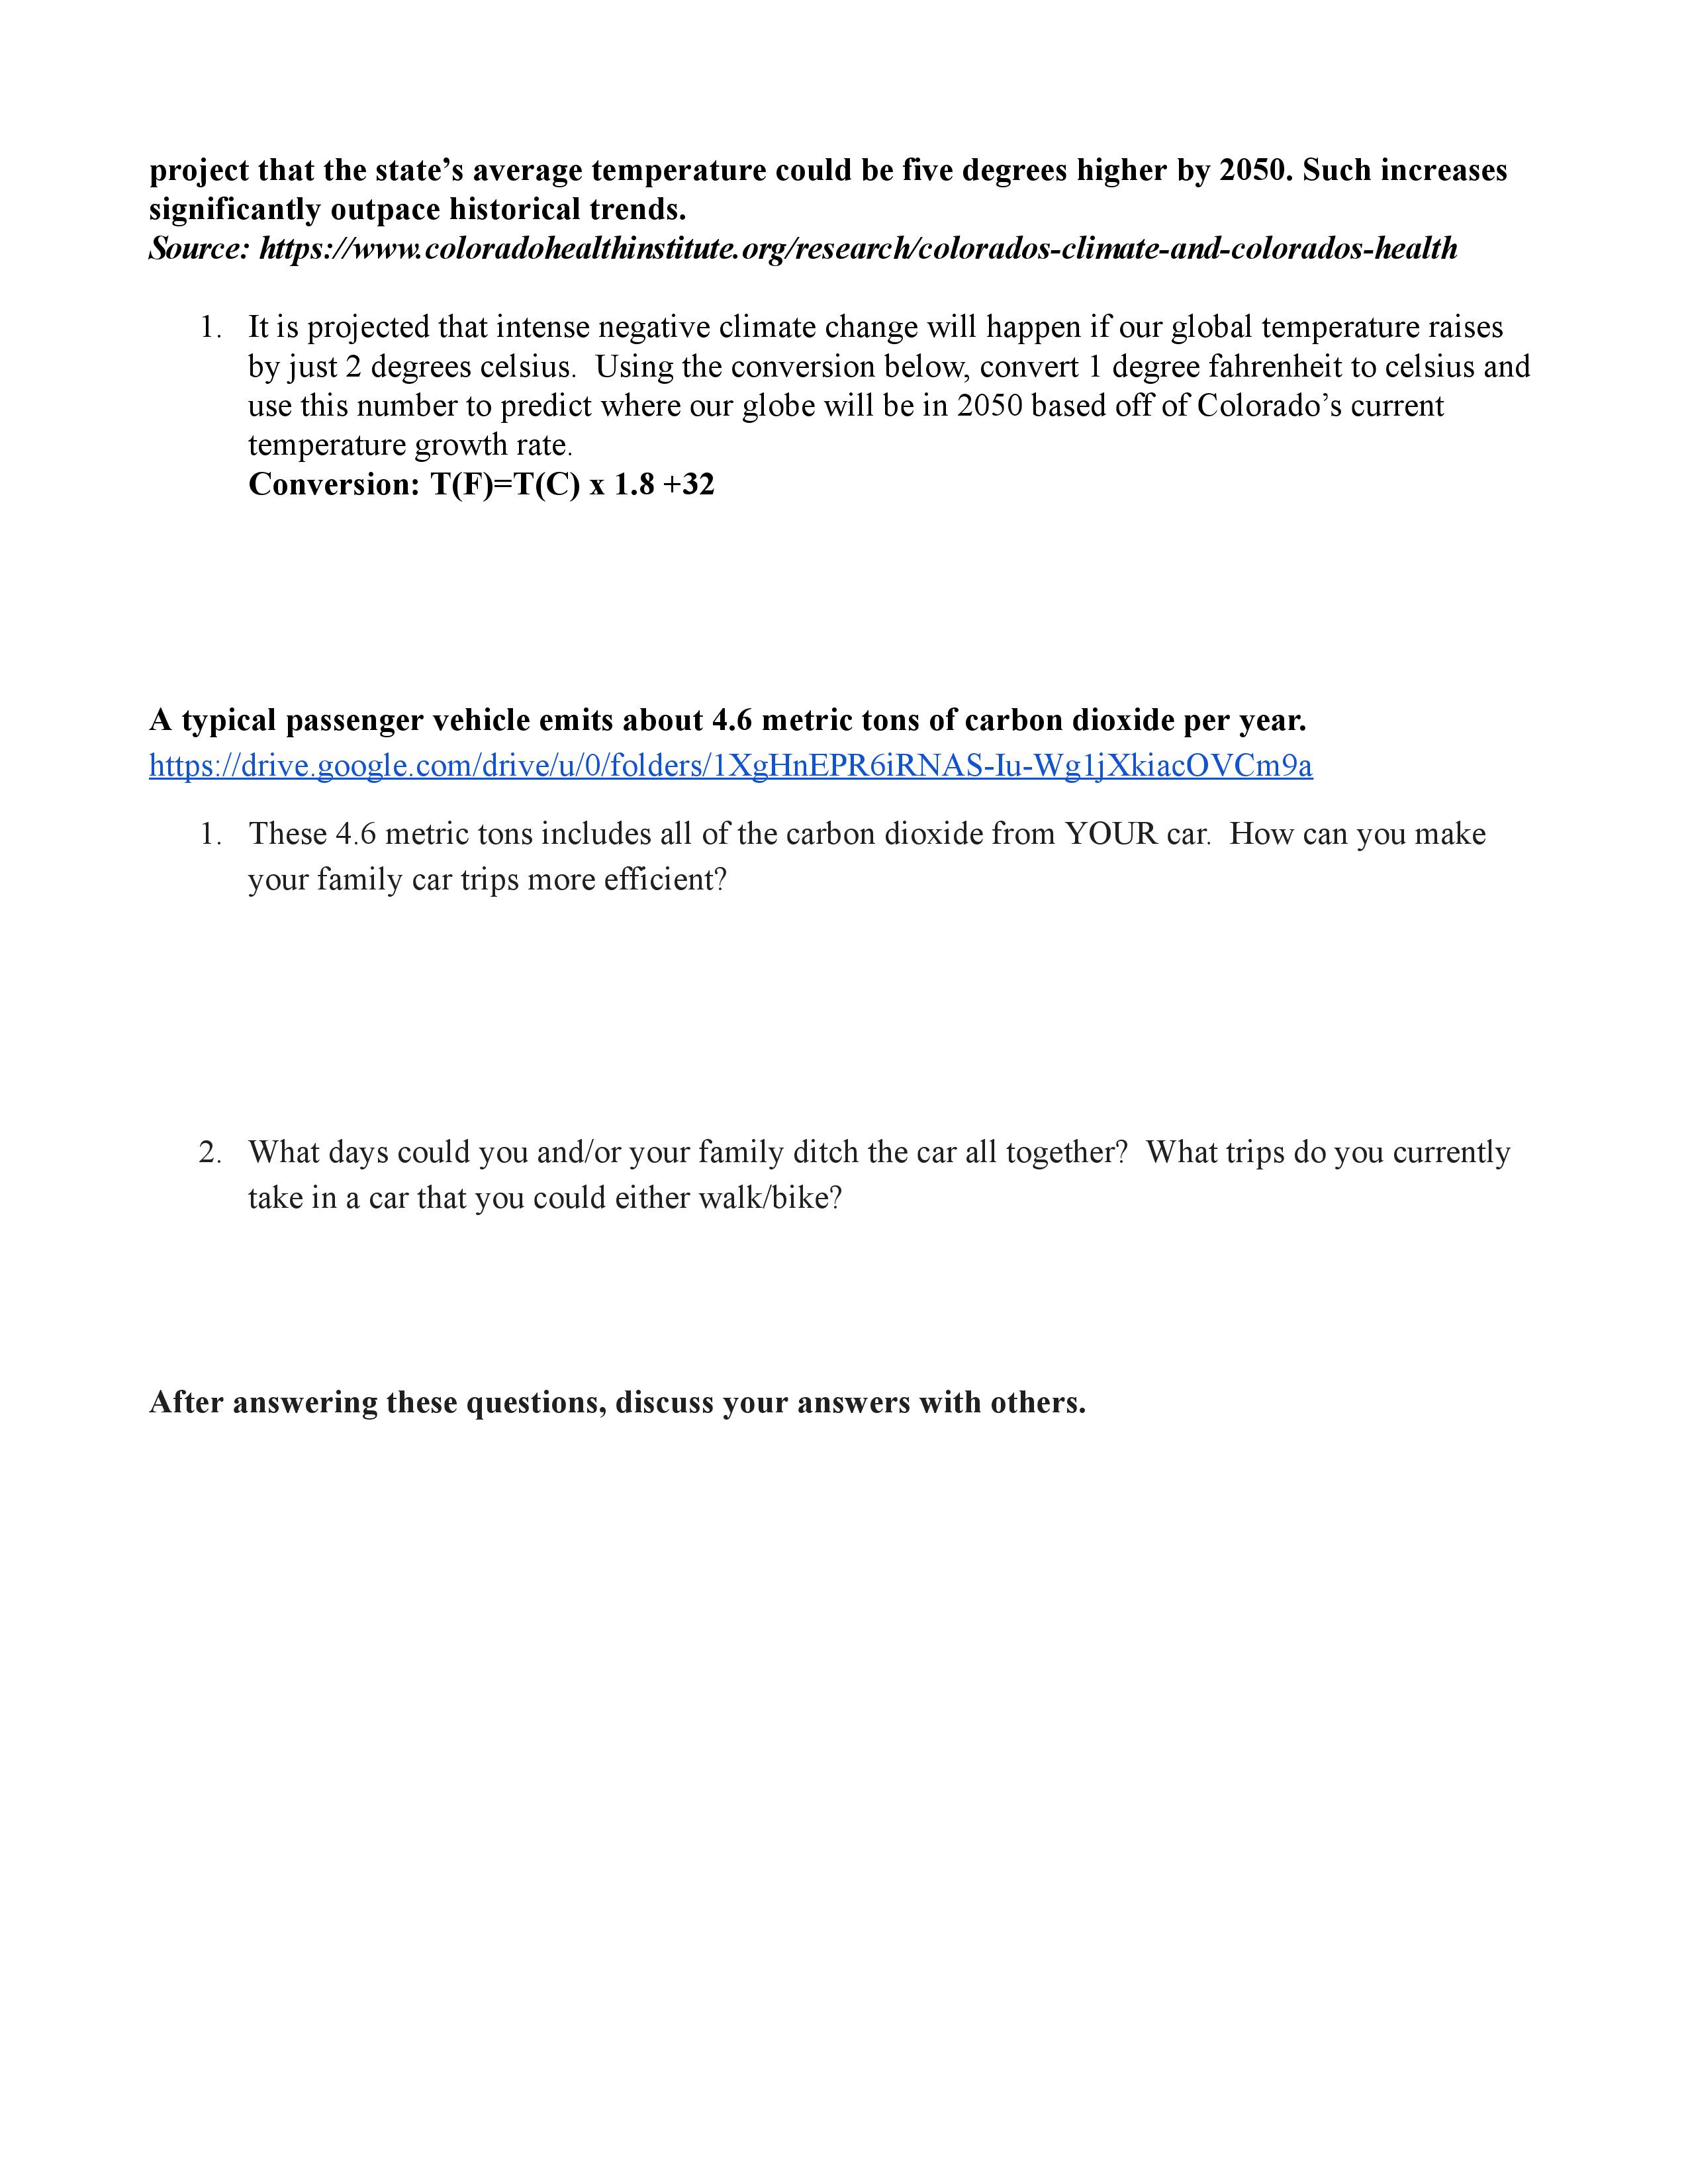 project that the state’s average temperature could be five degrees higher by 2050. Such increases
significantly outpace historical trends.
Source: https://www.coloradohealthinstitute.org/research/colorados-climate-and-colorados-health
1. It is projected that intense negative climate change will happen if our global temperature raises
by just 2 degrees celsius.  Using the conversion below, convert 1 degree fahrenheit to celsius and
use this number to predict where our globe will be in 2050 based off of Colorado’s current
temperature growth rate.
Conversion: T(F)=T(C) x 1.8 +32
A typical passenger vehicle emits about 4.6 metric tons of carbon dioxide per year.
https://drive.google.com/drive/u/0/folders/1XgHnEPR6iRNAS-Iu-Wg1jXkiacOVCm9a
1. These 4.6 metric tons includes all of the carbon dioxide from YOUR car.  How can you make
your family car trips more efficient?
2. What days could you and/or your family ditch the car all together?  What trips do you currently
take in a car that you could either walk/bike?
After answering these questions, discuss your answers with others.